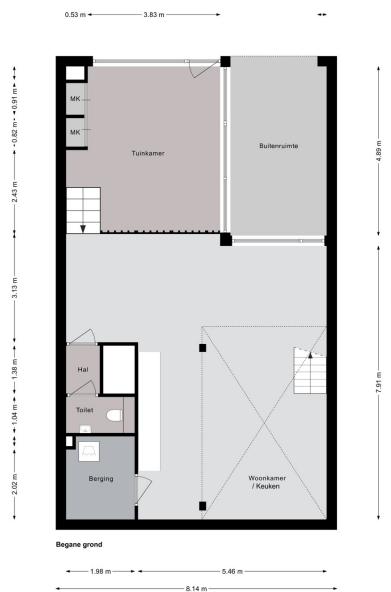 0.53 m
3.83 m
0.91 m
0.82 m
2.43 m
3.13 m
1.38 m
1.04 m
2.02 m
4.89 m
7.91 m
MK
MK
Tuinkamer
Buitenruimte
Hal
Toilet
Berging
Woonkamer
/ Keuken
Begane grond
1.98 m
5.46 m
8.14 m